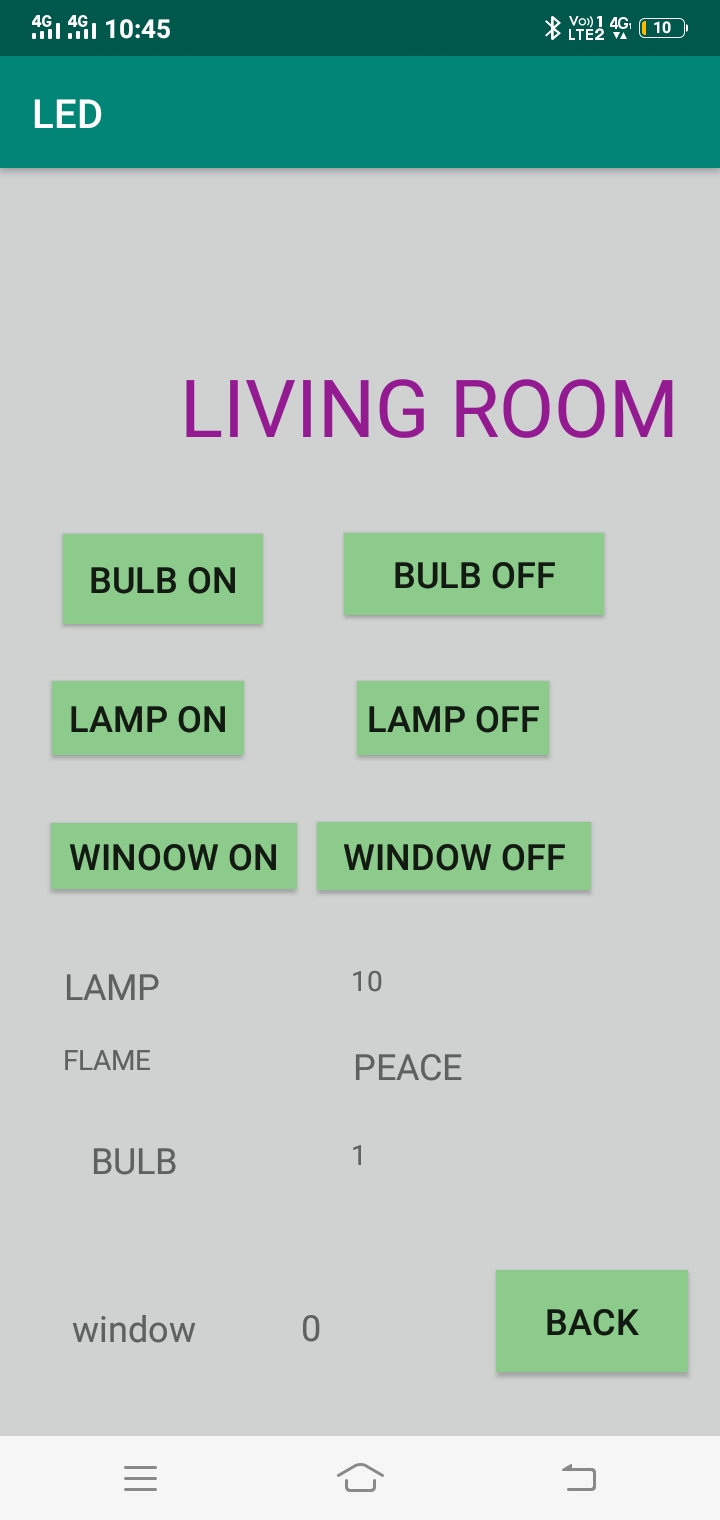 4G 4G 10:45 Vo)) 1 LTE2 4G 10
LED
LIVING ROOM
BULB ON BULB OFF
LAMP ON LAMP OFF
WINOOW ON WINDOW OFF
LAMP 10
FLAME PEACE
BULB 1
window 0 BACK